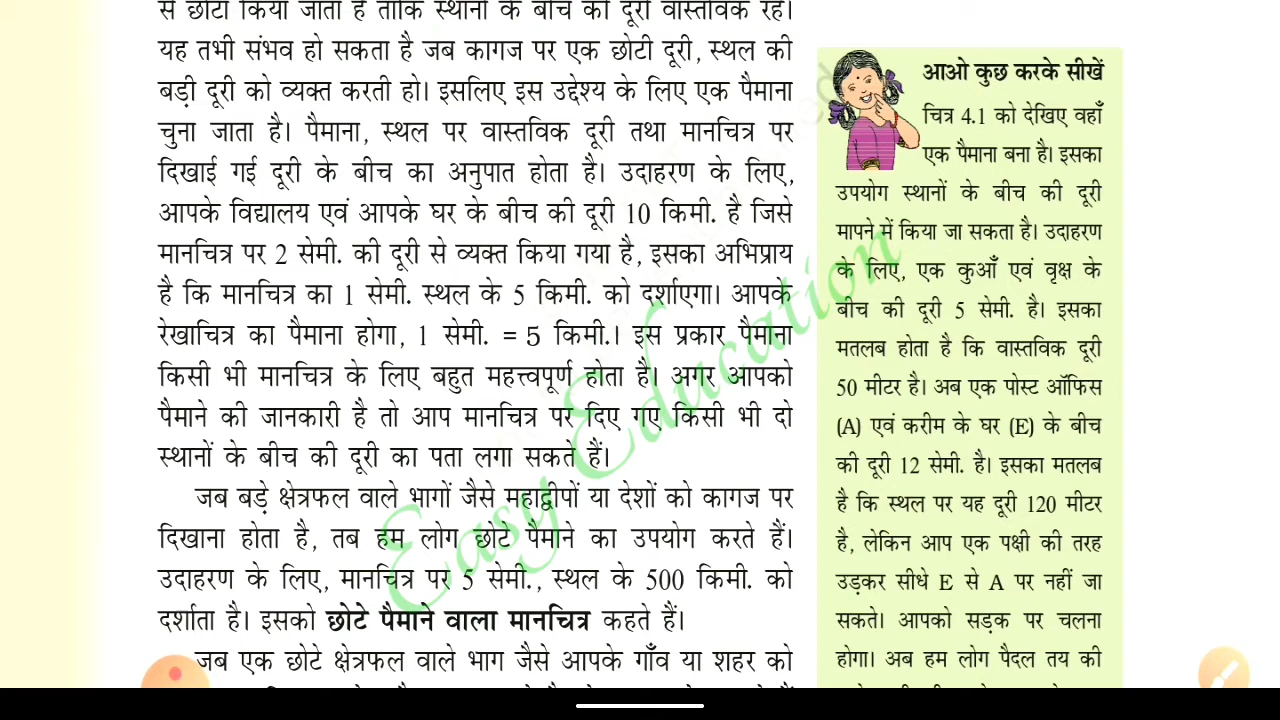 से छोटा किया जाता है ताकि स्थानों के बीच की दूरी वास्तविक रहे।
यह तभी संभव हो सकता है जब कागज पर एक छोटी दूरी, स्थल की
बड़ी दूरी को व्यक्त करती हो। इसलिए इस उद्देश्य के लिए एक पैमाना
चुना जाता है। पैमाना, स्थल पर वास्तविक दूरी तथा मानचित्र पर
दिखाई गई दूरी के बीच का अनुपात होता है। उदाहरण के लिए,
आपके विद्यालय एवं आपके घर के बीच की दूरी 10 किमी. है जिसे
मानचित्र पर 2 सेमी. की दूरी से व्यक्त किया गया है, इसका अभिप्राय
है कि मानचित्र का 1 सेमी. स्थल के 5 किमी. को दर्शाएगा। आपके
रेखाचित्र का पैमाना होगा, 1 सेमी. = 5 किमी.। इस प्रकार पैमाना
किसी भी मानचित्र के लिए बहुत महत्त्वपूर्ण होता है। अगर आपको
पैमाने की जानकारी है तो आप मानचित्र पर दिए गए किसी भी दो
स्थानों के बीच की दूरी का पता लगा सकते हैं।
जब बड़े क्षेत्रफल वाले भागों जैसे महाद्वीपों या देशों को कागज पर
दिखाना होता है, तब हम लोग छोटे पैमाने का उपयोग करते हैं।
उदाहरण के लिए, मानचित्र पर 5 सेमी., स्थल के 500 किमी. को
दर्शाता है। इसको छोटे पैमाने वाला मानचित्र कहते हैं।
जब एक छोटे क्षेत्रफल वाले भाग जैसे आपके गाँव या शहर को
आओ कुछ करके सीखें
चित्र 4.1 को देखिए वहाँ
एक पैमाना बना है। इसका
उपयोग स्थानों के बीच की दूरी
मापने में किया जा सकता है। उदाहरण
के लिए, एक कुआँ एवं वृक्ष के
बीच की दूरी 5 सेमी. है। इसका
मतलब होता है कि वास्तविक दूरी
50 मीटर है। अब एक पोस्ट ऑफिस
(A) एवं करीम के घर (E) के बीच
की दूरी 12 सेमी. है। इसका मतलब
है कि स्थल पर यह दूरी 120 मीटर
है, लेकिन आप एक पक्षी की तरह
उड़कर सीधे E से A पर नहीं जा
सकते। आपको सड़क पर चलना
होगा। अब हम लोग पैदल तय की
Easy Education